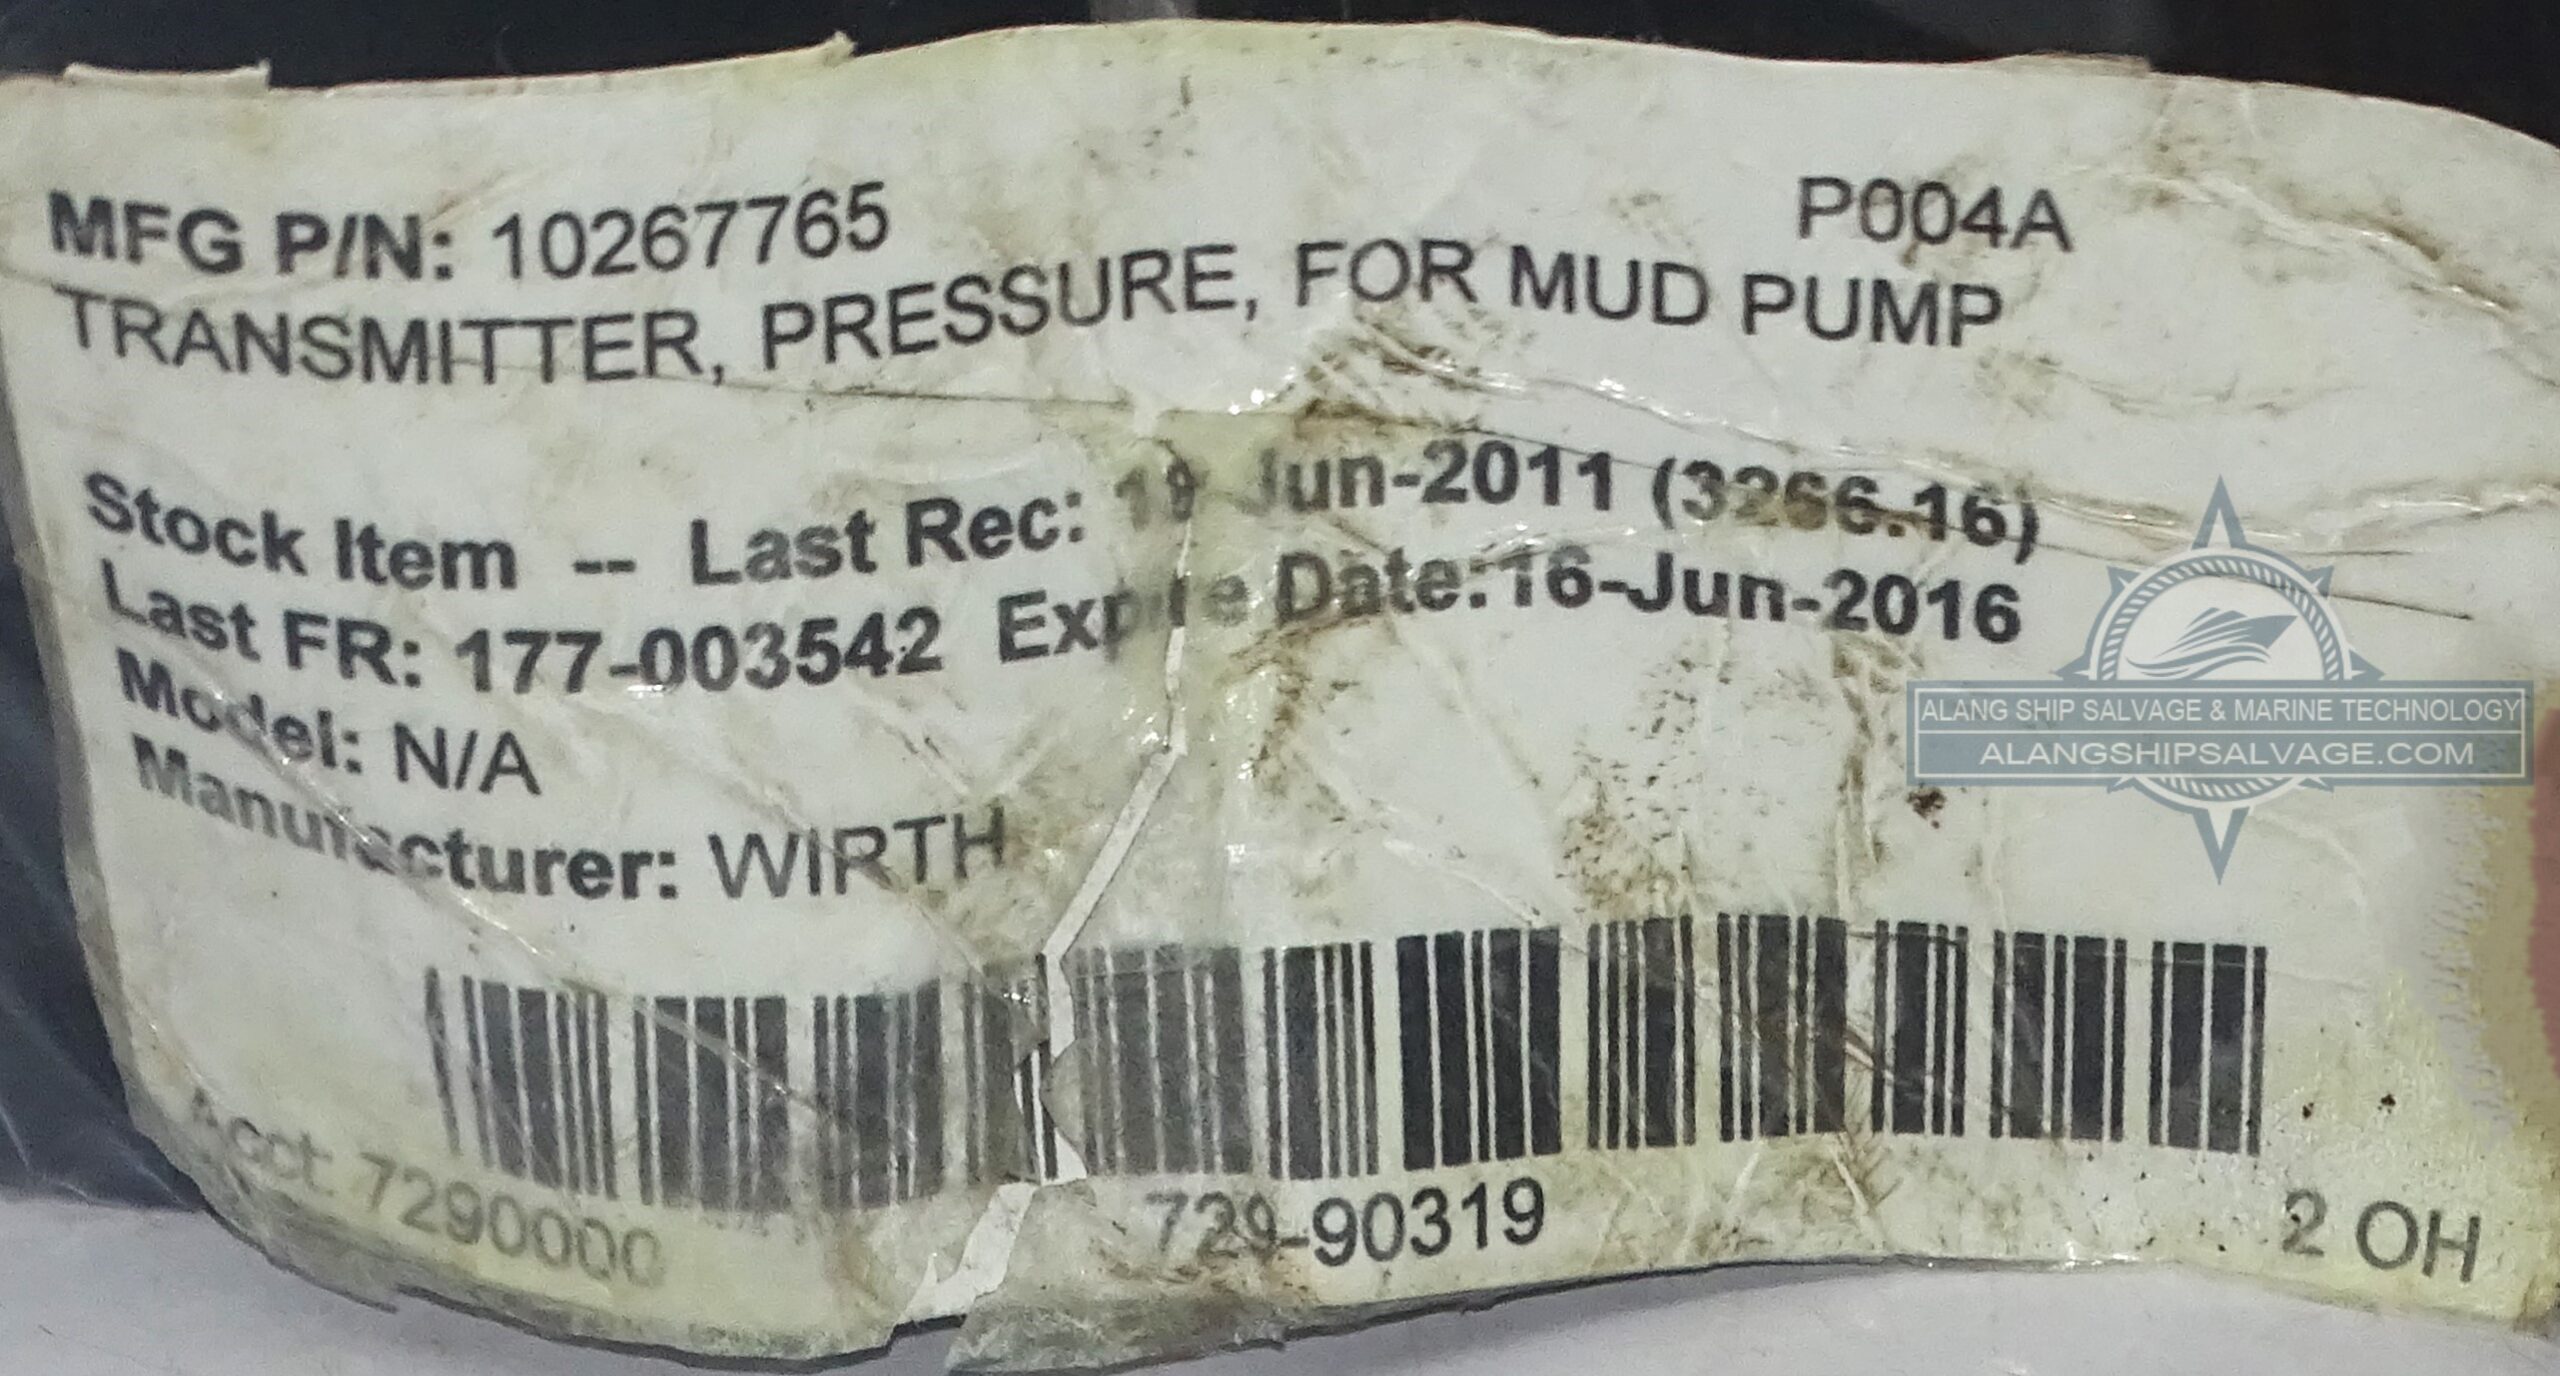 MFG P/N: 10267765 P004A
TRANSMITTER, PRESSURE, FOR MUD PUMP
Stock Item -- Last Rec: Jun-2011 (3266.16)
Last FR: 177-003542 Expire Date:16-Jun-2016
Model: N/A
Manufacturer: WIRTH
ALANG SHIP SALVAGE & MARINE TECHNOLOGY
ALANGSHIPSALVAGE.COM
Acct. 7290000 729-90319 2 OH